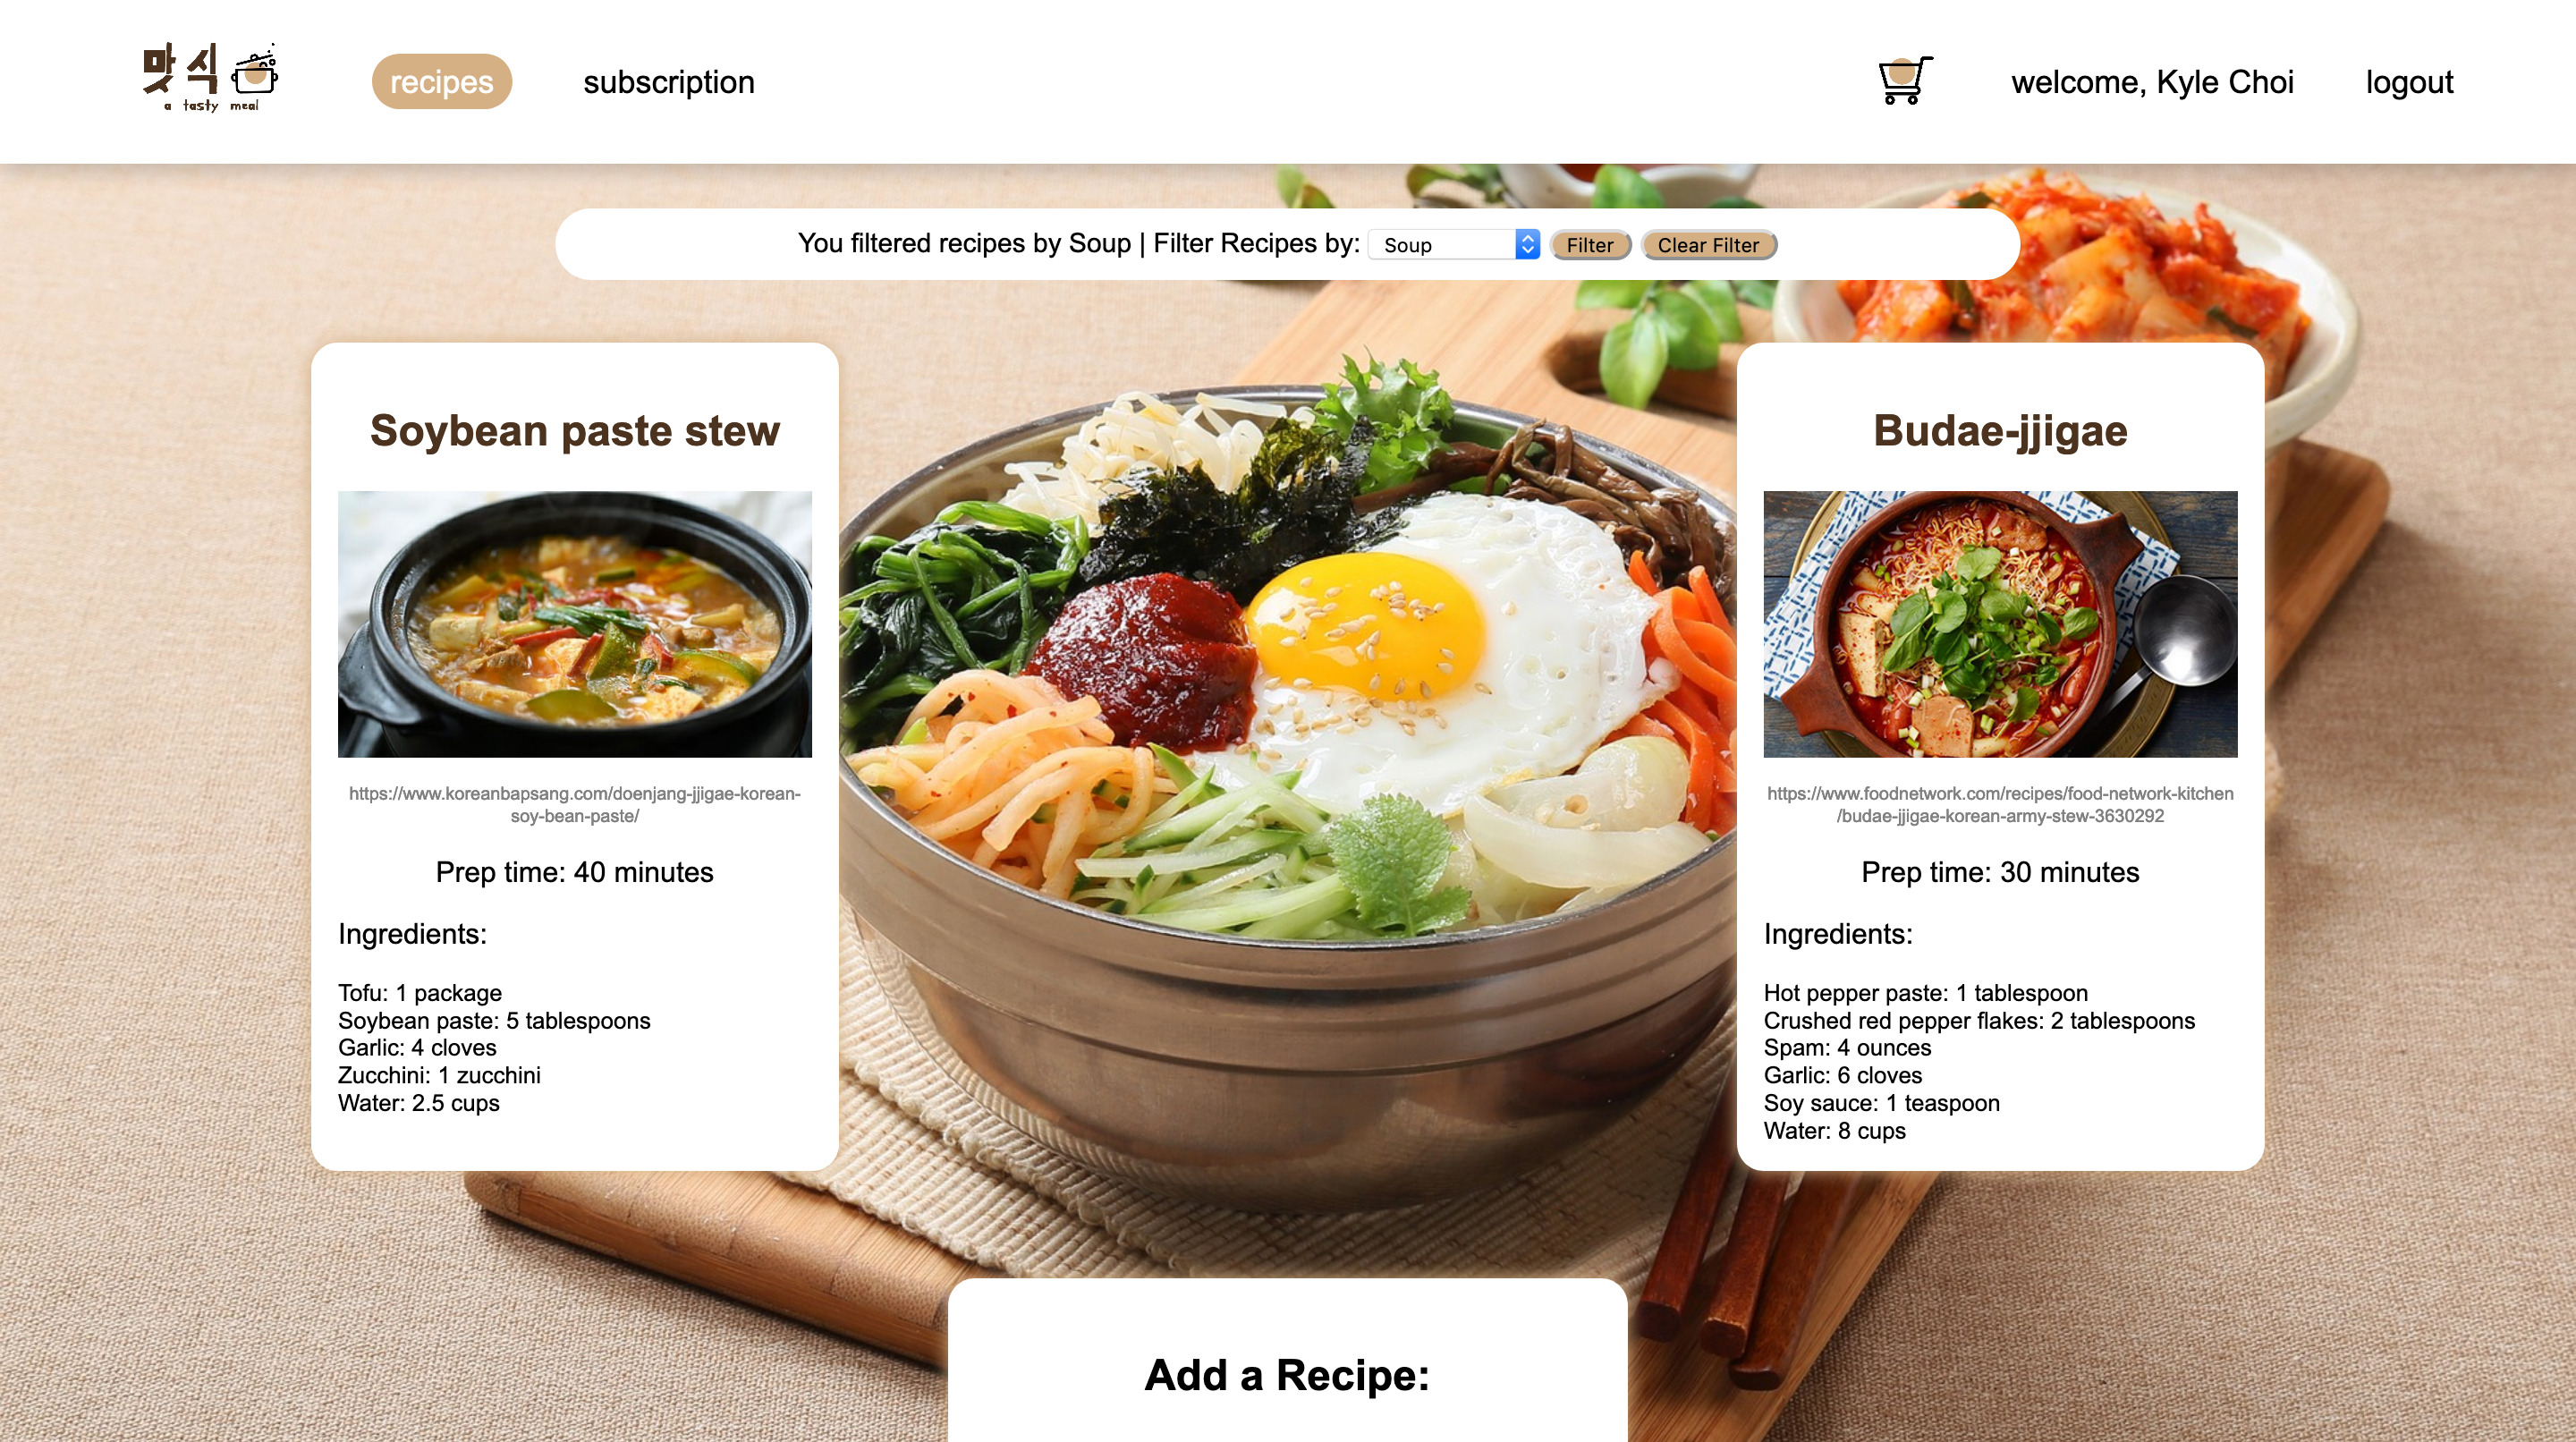 맛식
a tasty meal
recipes
subscription
welcome, Kyle Choi
logout
You filtered recipes by Soup | Filter Recipes by: Soup Filter Clear Filter
Soybean paste stew
https://www.koreanbapsang.com/doenjang-jjigae-korean-
soy-bean-paste/
Prep time: 40 minutes
Ingredients:
Tofu: 1 package
Soybean paste: 5 tablespoons
Garlic: 4 cloves
Zucchini: 1 zucchini
Water: 2.5 cups
Budae-jjigae
https://www.foodnetwork.com/recipes/food-network-kitchen
/budae-jjigae-korean-army-stew-3630292
Prep time: 30 minutes
Ingredients:
Hot pepper paste: 1 tablespoon
Crushed red pepper flakes: 2 tablespoons
Spam: 4 ounces
Garlic: 6 cloves
Soy sauce: 1 teaspoon
Water: 8 cups
Add a Recipe: